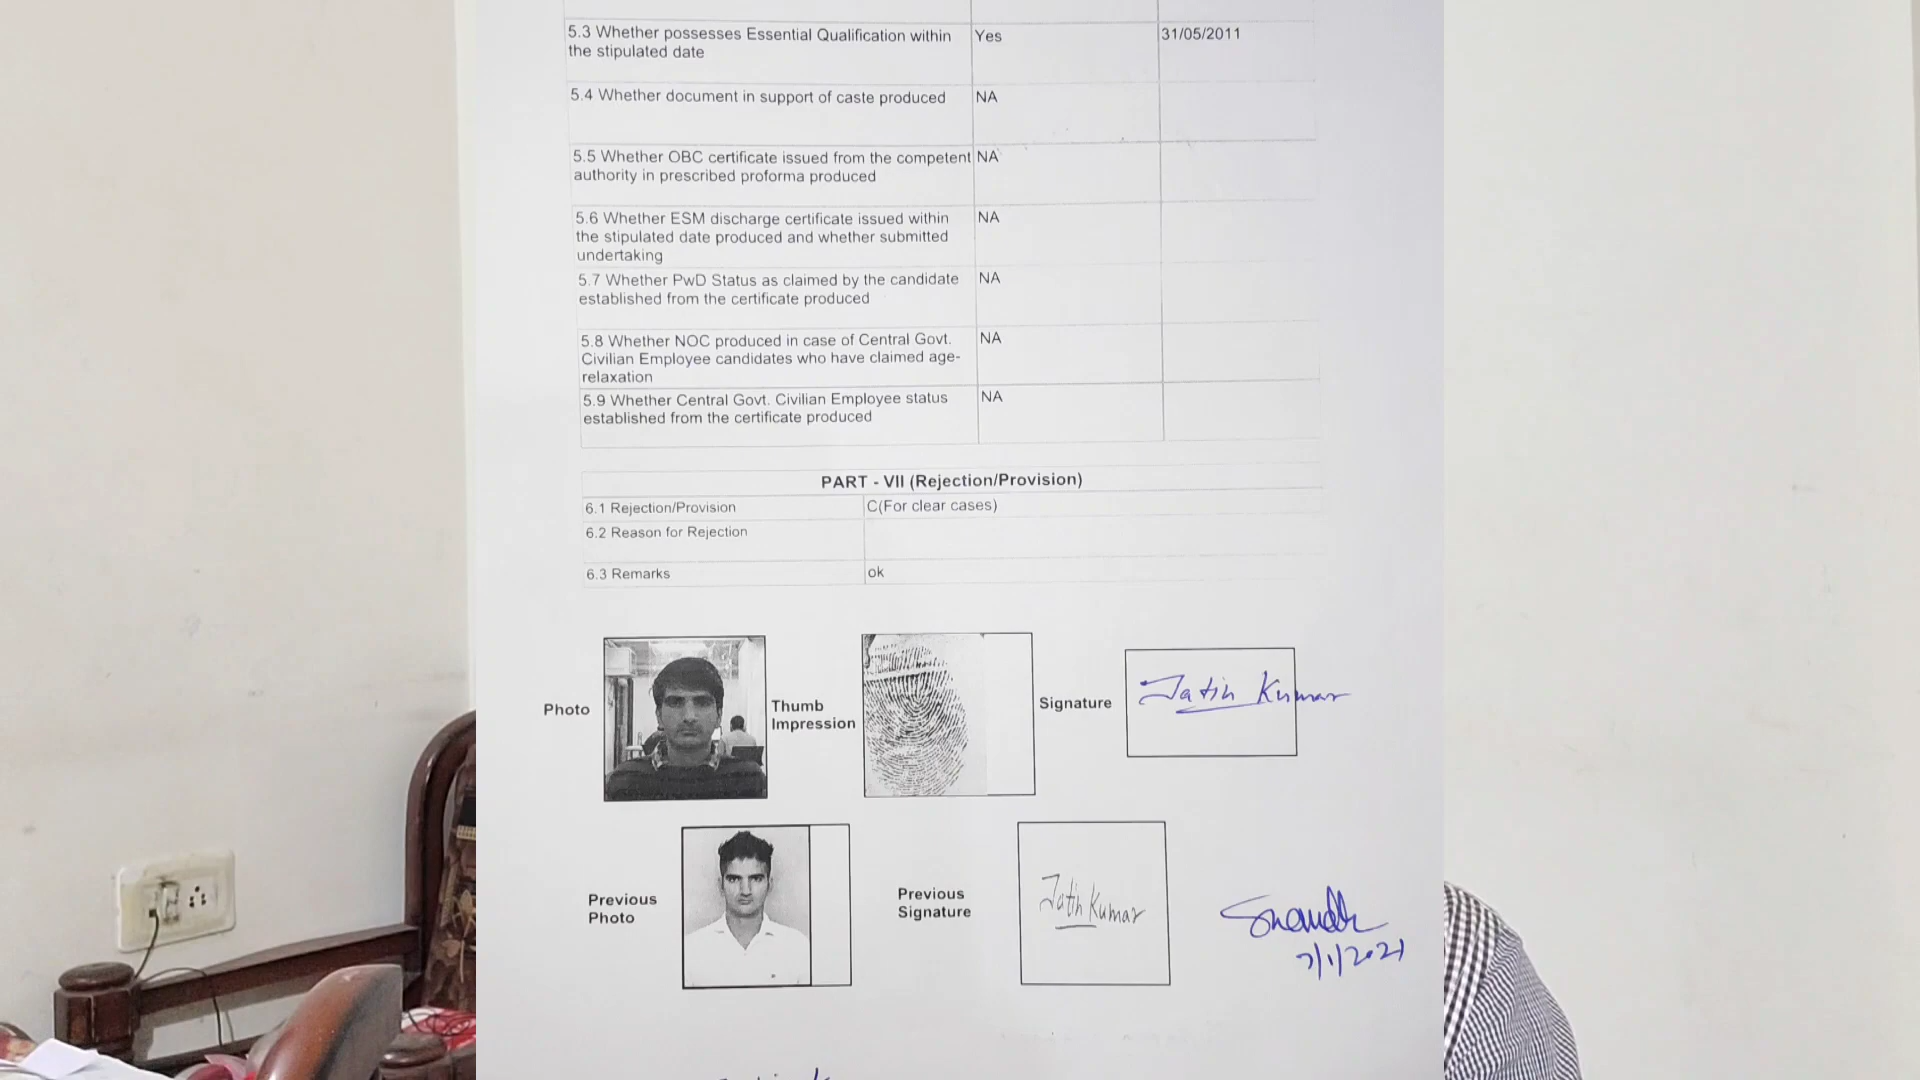 5.3 Whether possesses Essential Qualification within Yes 31/05/2011
the stipulated date
5.4 Whether document in support of caste produced NA
5.5 Whether OBC certificate issued from the competent NA
authority in prescribed proforma produced
5.6 Whether ESM discharge certificate issued within NA
the stipulated date produced and whether submitted
undertaking
5.7 Whether PwD Status as claimed by the candidate NA
established from the certificate produced
5.8 Whether NOC produced in case of Central Govt. NA
Civilian Employee candidates who have claimed age-
relaxation
5.9 Whether Central Govt. Civilian Employee status NA
established from the certificate produced
PART - VII (Rejection/Provision)
6.1 Rejection/Provision C(For clear cases)
6.2 Reason for Rejection
6.3 Remarks ok
Photo
Thumb
Impression
Signature
Jatin Kumar
Previous
Photo
Previous
Signature
Jatin Kumar
7/1/2021